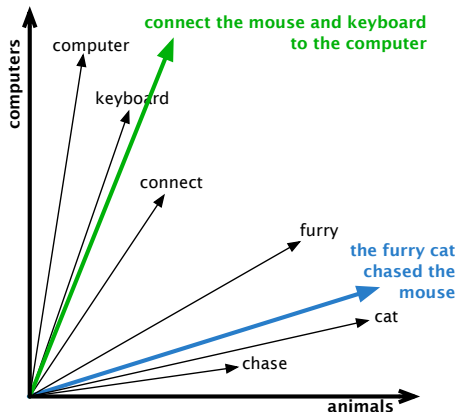 connect the mouse and keyboard
to the computer
computer
computers
keyboard
connect
furry
the furry cat
chased the
mouse
cat
chase
animals